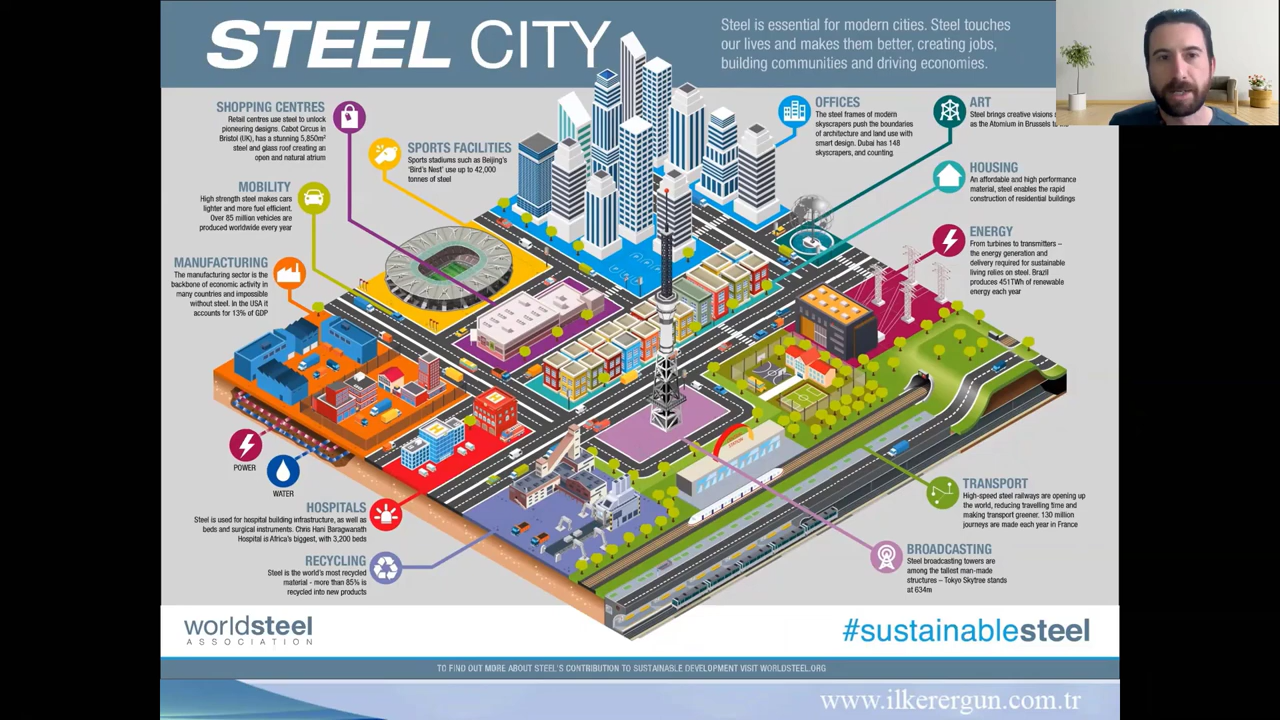 STEEL CITY
Steel is essential for modern cities. Steel touches
our lives and makes them better, creating jobs,
building communities and driving economies.
SHOPPING CENTRES
Retail centres use steel to unlock
pioneering designs. Cabot Circus in
Bristol (UK), has a stunning 5,850m²
steel and glass roof creating an
open and natural atrium
SPORTS FACILITIES
Sports stadiums such as Beijing's
'Bird's Nest' use up to 42,000
tonnes of steel
MOBILITY
High strength steel makes cars
lighter and more fuel efficient.
Over 85 million vehicles are
produced worldwide every year
MANUFACTURING
The manufacturing sector is the
backbone of economic activity in
many countries and impossible
without steel. In the USA it
accounts for 13% of GDP
OFFICES
The steel frames of modern
skyscrapers push the boundaries
of architecture and land use with
smart design. Dubai has 148
skyscrapers, and counting
ART
Steel brings creative visions
as the Atomium in Brussels to
HOUSING
An affordable and high performance
material, steel enables the rapid
construction of residential buildings
ENERGY
From turbines to transmitters –
the energy generation and
delivery required for sustainable
living relies on steel. Brazil
produces 451TWh of renewable
energy each year
POWER
WATER
STATION
H
H
HOSPITALS
Steel is used for hospital building infrastructure, as well as
beds and surgical instruments. Chris Hani Baragwanath
Hospital is Africa's biggest, with 3,200 beds
RECYCLING
Steel is the world's most recycled
material - more than 85% is
recycled into new products
TRANSPORT
High-speed steel railways are opening up
the world, reducing travelling time and
making transport greener. 130 million
journeys are made each year in France
BROADCASTING
Steel broadcasting towers are
among the tallest man-made
structures – Tokyo Skytree stands
at 634m
worldsteel
ASSOCIATION
#sustainablesteel
TO FIND OUT MORE ABOUT STEEL'S CONTRIBUTION TO SUSTAINABLE DEVELOPMENT VISIT WORLDSTEEL.ORG
www.ilkerergun.com.tr